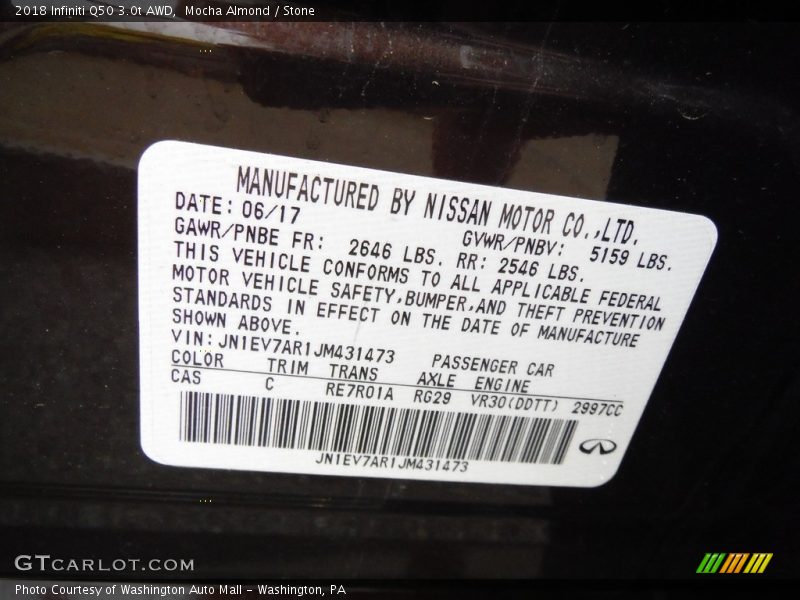 2018 Infiniti Q50 3.0t AWD,  Mocha Almond / Stone
MANUFACTURED BY NISSAN MOTOR CO.,LTD.
DATE: 06/17 GVWR/PNBV: 5159 LBS.
GAWR/PNBE FR: 2646 LBS. RR: 2546 LBS.
THIS VEHICLE CONFORMS TO ALL APPLICABLE FEDERAL
MOTOR VEHICLE SAFETY,BUMPER,AND THEFT PREVENTION
STANDARDS IN EFFECT ON THE DATE OF MANUFACTURE
SHOWN ABOVE.
VIN: JN1EV7AR1JM431473 PASSENGER CAR
COLOR TRIM TRANS AXLE ENGINE
CAS C RE7R01A RG29 VR30(DDTT) 2997CC
JN1EV7AR1JM431473
GTCARLOT.COM
Photo Courtesy of Washington Auto Mall - Washington, PA